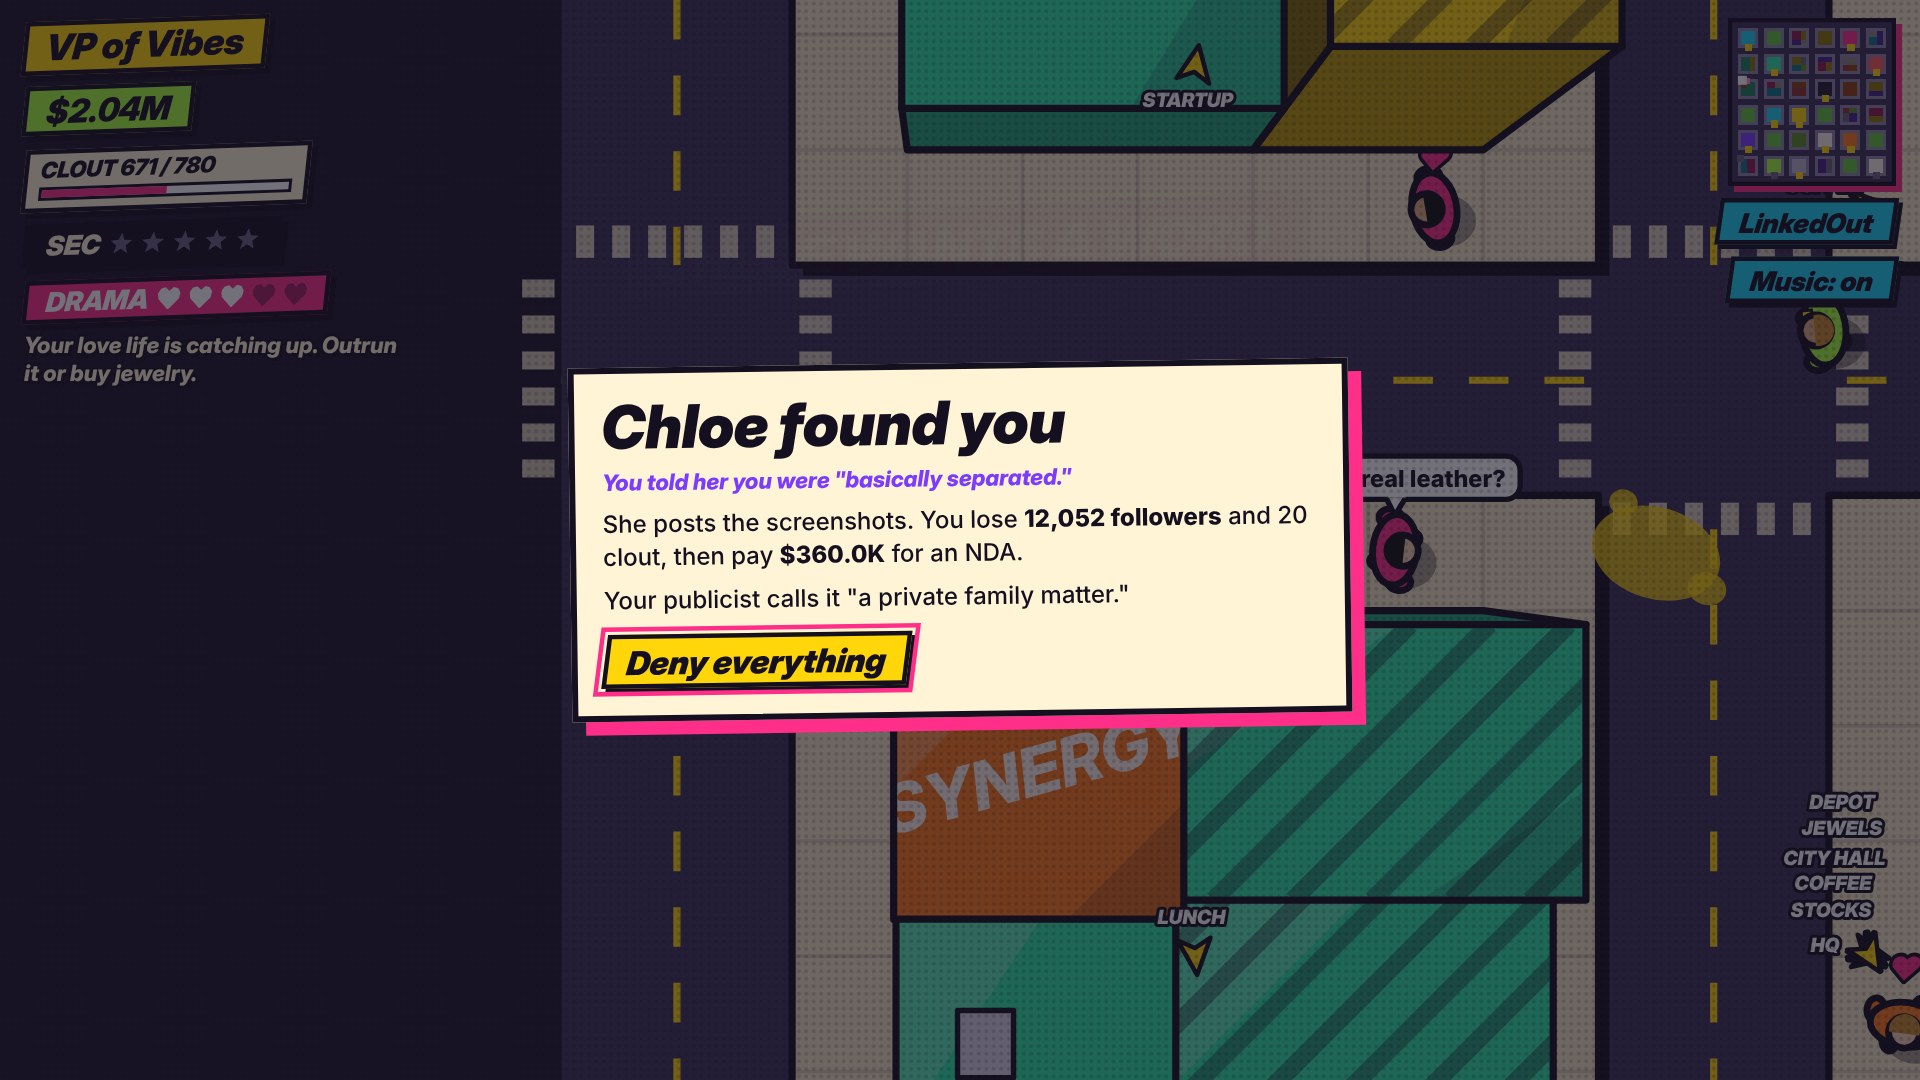 VP of Vibes
$2.04M
CLOUT 671 / 780
SEC
DRAMA
Your love life is catching up. Outrun
it or buy jewelry.
STARTUP
LinkedOut
Music: on
Chloe found you
You told her you were "basically separated."
She posts the screenshots. You lose 12,052 followers and 20
clout, then pay $360.0K for an NDA.
Your publicist calls it "a private family matter."
Deny everything
real leather?
SYNERGY
LUNCH
DEPOT
JEWELS
CITY HALL
COFFEE
STOCKS
HQ